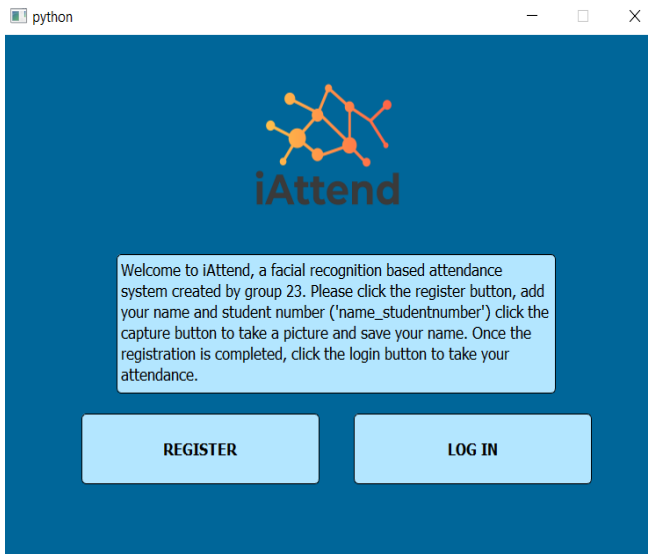 python
iAttend
Welcome to iAttend, a facial recognition based attendance
system created by group 23. Please click the register button, add
your name and student number ('name_studentnumber') click the
capture button to take a picture and save your name. Once the
registration is completed, click the login button to take your
attendance.
REGISTER
LOG IN